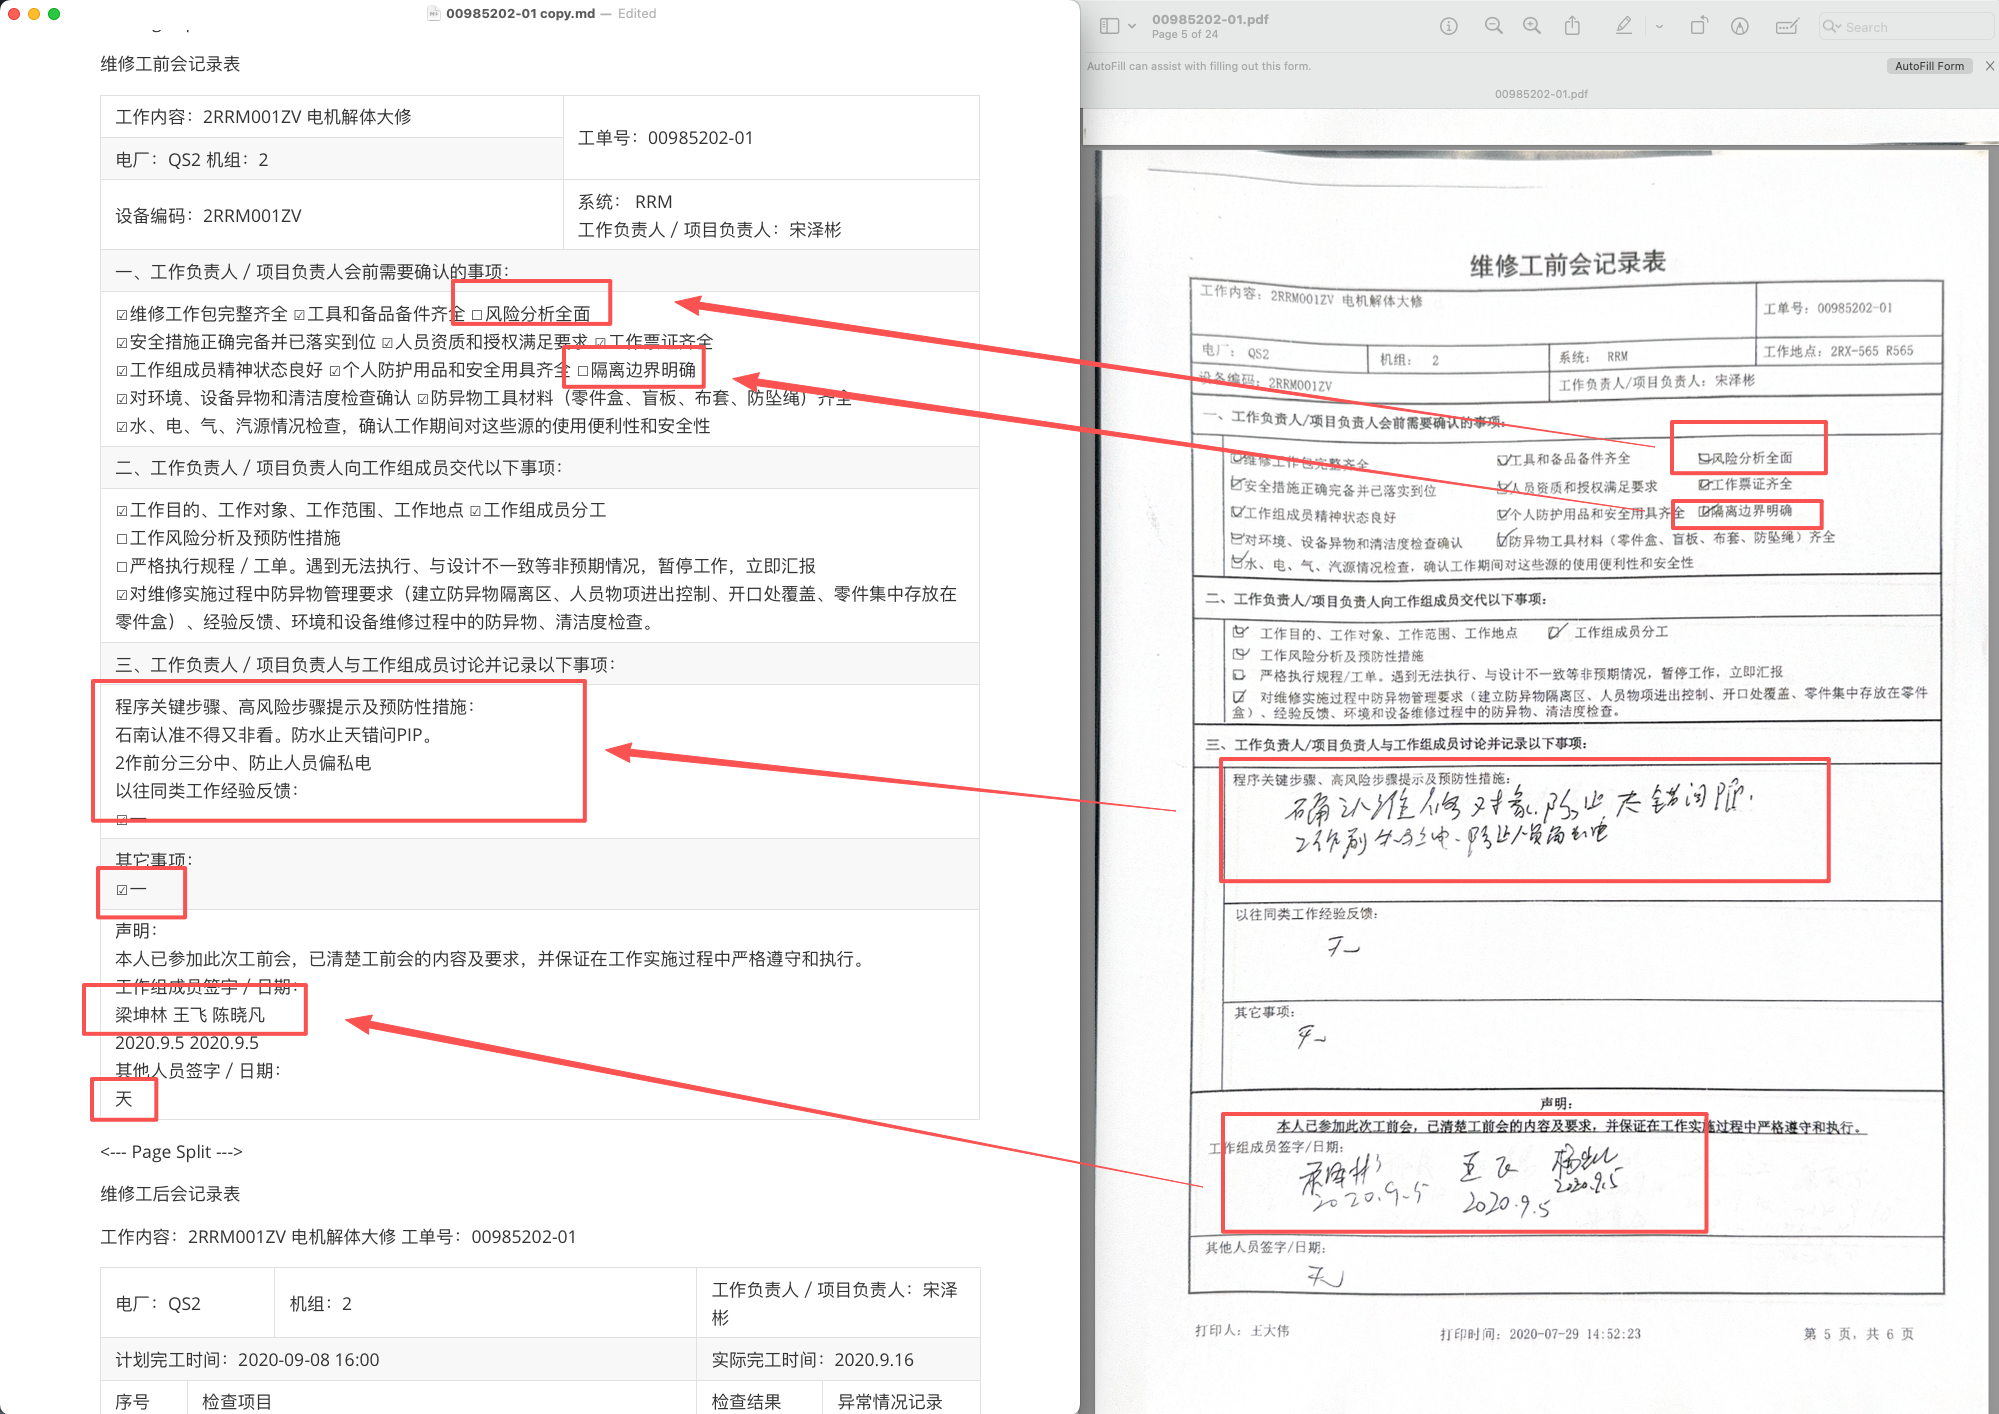 00985202-01 copy.md — Edited
维修工前会记录表
工作内容：2RRM001ZV 电机解体大修
工单号：00985202-01
电厂：QS2 机组：2
设备编码：2RRM001ZV
系统： RRM
工作负责人 / 项目负责人：宋泽彬
一、工作负责人 / 项目负责人会前需要确认的事项：
☑维修工作包完整齐全 ☑工具和备品备件齐全 ☐风险分析全面
☑安全措施正确完备并已落实到位 ☑人员资质和授权满足要求 ☑工作票证齐全
☑工作组成员精神状态良好 ☑个人防护用品和安全用具齐全 ☐隔离边界明确
☑对环境、设备异物和清洁度检查确认 ☑防异物工具材料（零件盒、盲板、布套、防坠绳）齐全
☑水、电、气、汽源情况检查，确认工作期间对这些源的使用便利性和安全性
二、工作负责人 / 项目负责人向工作组成员交代以下事项：
☑工作目的、工作对象、工作范围、工作地点 ☑工作组成员分工
☐工作风险分析及预防性措施
☐严格执行规程 / 工单。遇到无法执行、与设计不一致等非预期情况，暂停工作，立即汇报
☑对维修实施过程中防异物管理要求（建立防异物隔离区、人员物项进出控制、开口处覆盖、零件集中存放在
零件盒）、经验反馈、环境和设备维修过程中的防异物、清洁度检查。
三、工作负责人 / 项目负责人与工作组成员讨论并记录以下事项：
程序关键步骤、高风险步骤提示及预防性措施：
石南认准不得又非看。防水止天错问PIP。
2作前分三分中、防止人员偏私电
以往同类工作经验反馈：
☑一
其它事项：
☑一
声明：
本人已参加此次工前会，已清楚工前会的内容及要求，并保证在工作实施过程中严格遵守和执行。
工作组成员签字 / 日期：
梁坤林 王飞 陈晓凡
2020.9.5 2020.9.5
其他人员签字 / 日期：
天
<--- Page Split --->
维修工后会记录表
工作内容：2RRM001ZV 电机解体大修 工单号：00985202-01
电厂：QS2
机组：2
工作负责人 / 项目负责人：宋泽
彬
计划完工时间：2020-09-08 16:00
实际完工时间：2020.9.16
序号
检查项目
检查结果
异常情况记录
00985202-01.pdf
Page 5 of 24
Search
AutoFill can assist with filling out this form.
AutoFill Form
00985202-01.pdf
维修工前会记录表
工作内容：2RRM001ZV 电机解体大修
工单号：00985202-01
电厂： QS2
机组： 2
系统： RRM
工作地点：2RX-565 R565
设备编码：2RRM001ZV
工作负责人/项目负责人：宋泽彬
一、工作负责人/项目负责人会前需要确认的事项：
☑维修工作包完整齐全 ☑工具和备品备件齐全 ☑风险分析全面
☑安全措施正确完备并已落实到位 ☑人员资质和授权满足要求 ☑工作票证齐全
☑工作组成员精神状态良好 ☑个人防护用品和安全用具齐全 ☑隔离边界明确
☑对环境、设备异物和清洁度检查确认 ☑防异物工具材料（零件盒、盲板、布套、防坠绳）齐全
☑水、电、气、汽源情况检查，确认工作期间对这些源的使用便利性和安全性
二、工作负责人/项目负责人向工作组成员交代以下事项：
☑ 工作目的、工作对象、工作范围、工作地点 ☑ 工作组成员分工
☑ 工作风险分析及预防性措施
☑ 严格执行规程/工单。遇到无法执行、与设计不一致等非预期情况，暂停工作，立即汇报
☑ 对维修实施过程中防异物管理要求（建立防异物隔离区、人员物项进出控制、开口处覆盖、零件集中存放在零件
盒）、经验反馈、环境和设备维修过程中的防异物、清洁度检查。
三、工作负责人/项目负责人与工作组成员讨论并记录以下事项：
程序关键步骤、高风险步骤提示及预防性措施：
确认维修对象，防止走错间隔.
防止人员触电
以往同类工作经验反馈：
无
其它事项：
无
声明：
本人已参加此次工前会，已清楚工前会的内容及要求，并保证在工作实施过程中严格遵守和执行。
工作组成员签字/日期：
宋泽彬 王飞
2020.9.5 2020.9.5 2020.9.5
其他人员签字/日期：
无
打印人：王大伟
打印时间：2020-07-29 14:52:23
第 5 页，共 6 页